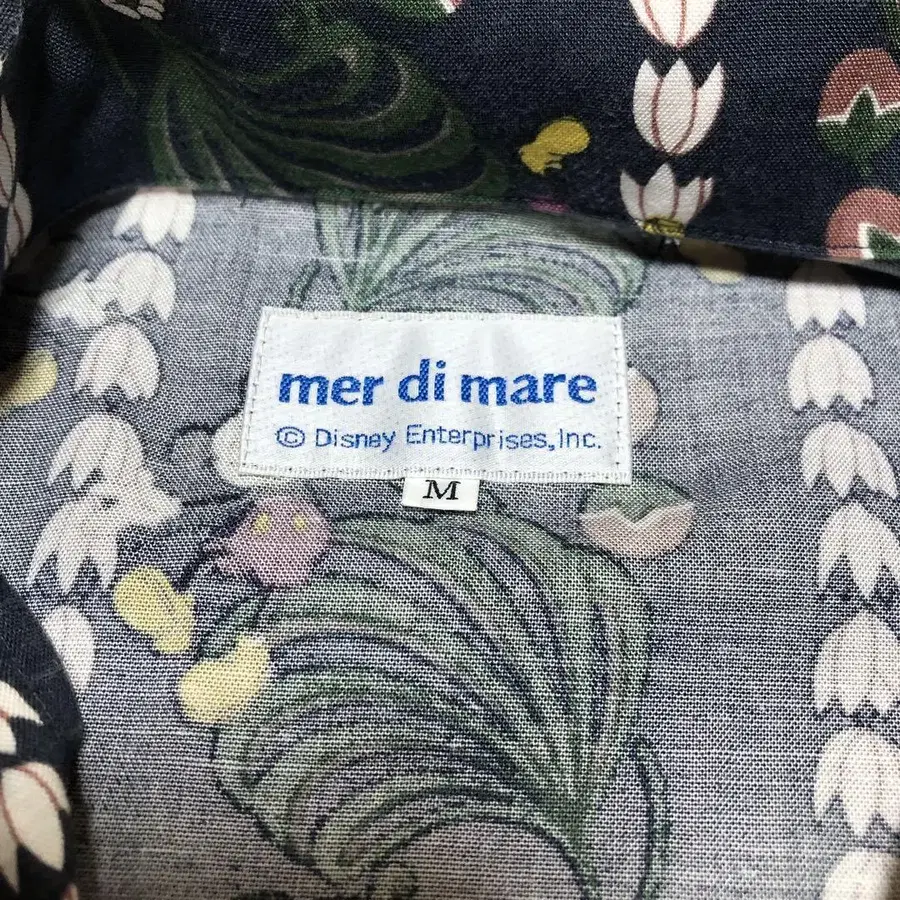 mer di mare
© Disney Enterprises,Inc.
M